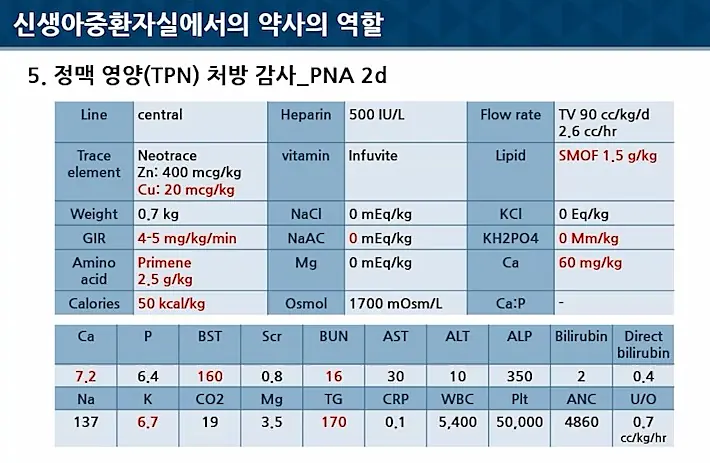 신생아중환자실에서의 약사의 역할
5. 정맥 영양(TPN) 처방 감사_PNA 2d
Line central Heparin 500 IU/L Flow rate TV 90 cc/kg/d
2.6 cc/hr
Trace element Neotrace vitamin Infuvite Lipid SMOF 1.5 g/kg
Zn: 400 mcg/kg
Cu: 20 mcg/kg
Weight 0.7 kg NaCl 0 mEq/kg KCl 0 Eq/kg
GIR 4-5 mg/kg/min NaAC 0 mEq/kg KH2PO4 0 Mm/kg
Amino acid Primene Mg 0 mEq/kg Ca 60 mg/kg
2.5 g/kg
Calories 50 kcal/kg Osmol 1700 mOsm/L Ca:P -
Ca P BST Scr BUN AST ALT ALP Bilirubin Direct bilirubin
7.2 6.4 160 0.8 16 30 10 350 2 0.4
Na K CO2 Mg TG CRP WBC Plt ANC U/O
137 6.7 19 3.5 170 0.1 5,400 50,000 4860 0.7
cc/kg/hr